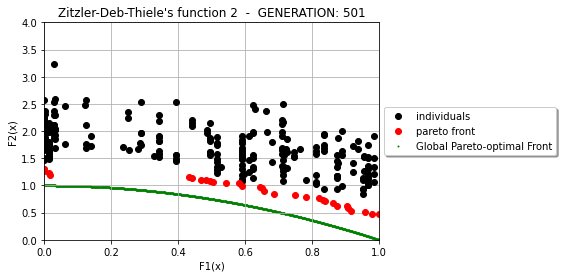 Zitzler-Deb-Thiele's function 2 - GENERATION: 501
4.0
3.5
3.0
2.5
2.0
1.5
1.0
0.5
0.0
F2(x)
0.0 0.2 0.4 0.6 0.8 1.0
F1(x)
individuals
pareto front
Global Pareto-optimal Front